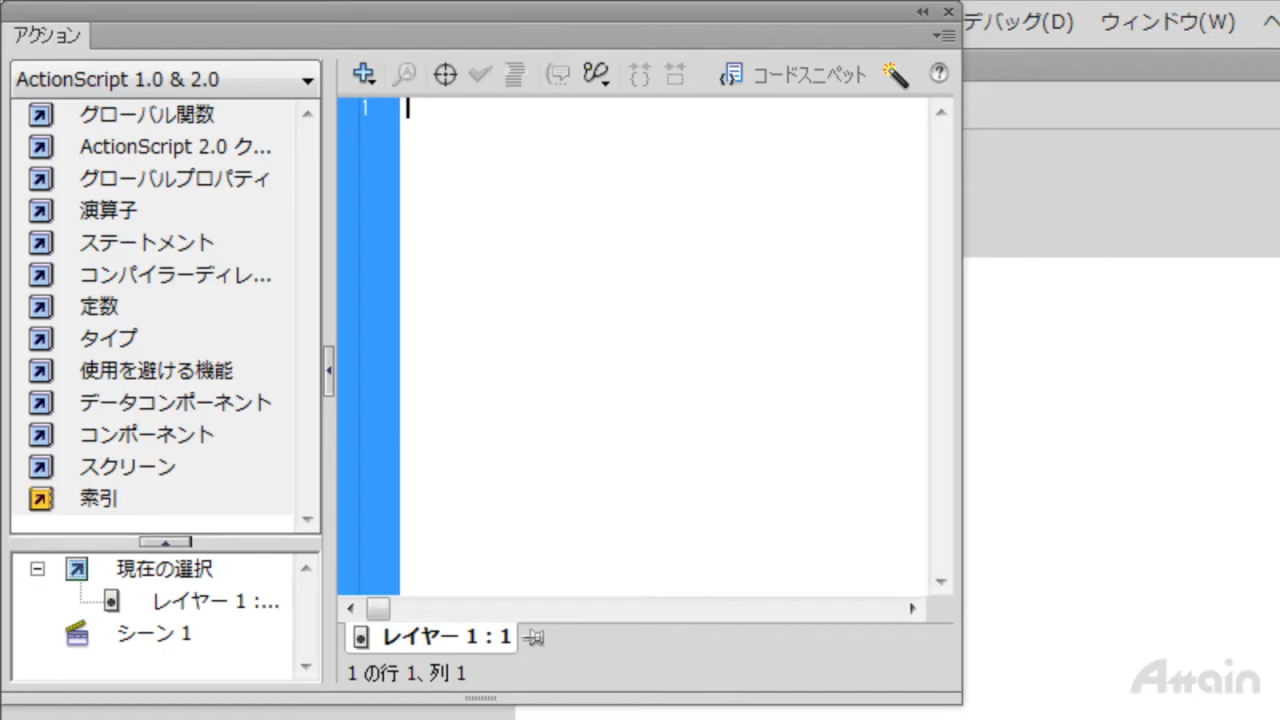 デバッグ(D) ウィンドウ(W) ヘ
アクション
ActionScript 1.0 & 2.0
コードスニペット
グローバル関数
ActionScript 2.0 ク...
グローバルプロパティ
演算子
ステートメント
コンパイラーディレ...
定数
タイプ
使用を避ける機能
データコンポーネント
コンポーネント
スクリーン
索引
1
現在の選択
レイヤー 1 :...
シーン 1
レイヤー 1 : 1
1 の行 1、列 1
Attain